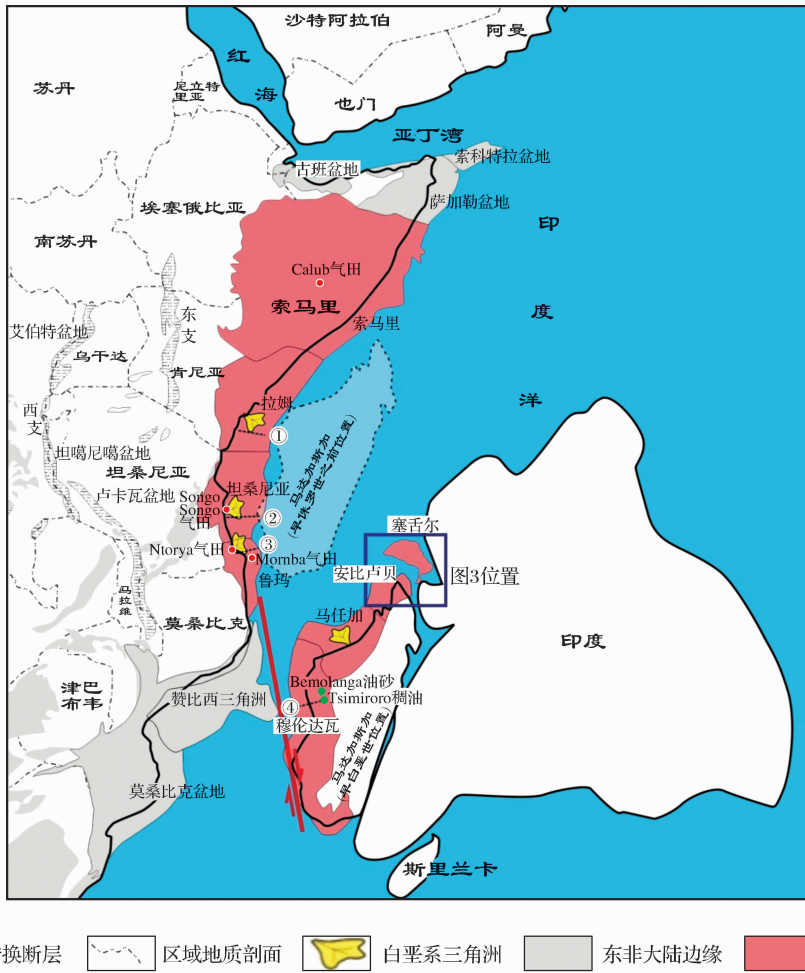 沙特阿拉伯
阿曼
红
海
苏丹
厄立特
里亚
也门
亚丁湾
索科特拉盆地
古班盆地
萨加勒盆地
埃塞俄比亚
印
度
洋
南苏丹
Calub气田
索马里
索马里
东
支
艾伯特盆地
乌干达
肯尼亚
西
支
拉姆
①
马达加斯加
(早侏罗世之前位置)
坦噶尼噶盆地
坦桑尼亚
卢卡瓦盆地
坦桑尼亚
Songo
Songo
气田
②
③
Ntorya气田
Mornba气田
鲁玛
塞舌尔
安比卢贝
图3位置
马拉维
莫桑比克
马任加
印度
津巴
布韦
赞比西三角洲
Bemolanga油砂
Tsimiroro稠油
④
穆伦达瓦
马达加斯加
(早白垩世位置)
莫桑比克盆地
斯里兰卡
换断层
区域地质剖面
白垩系三角洲
东非大陆边缘